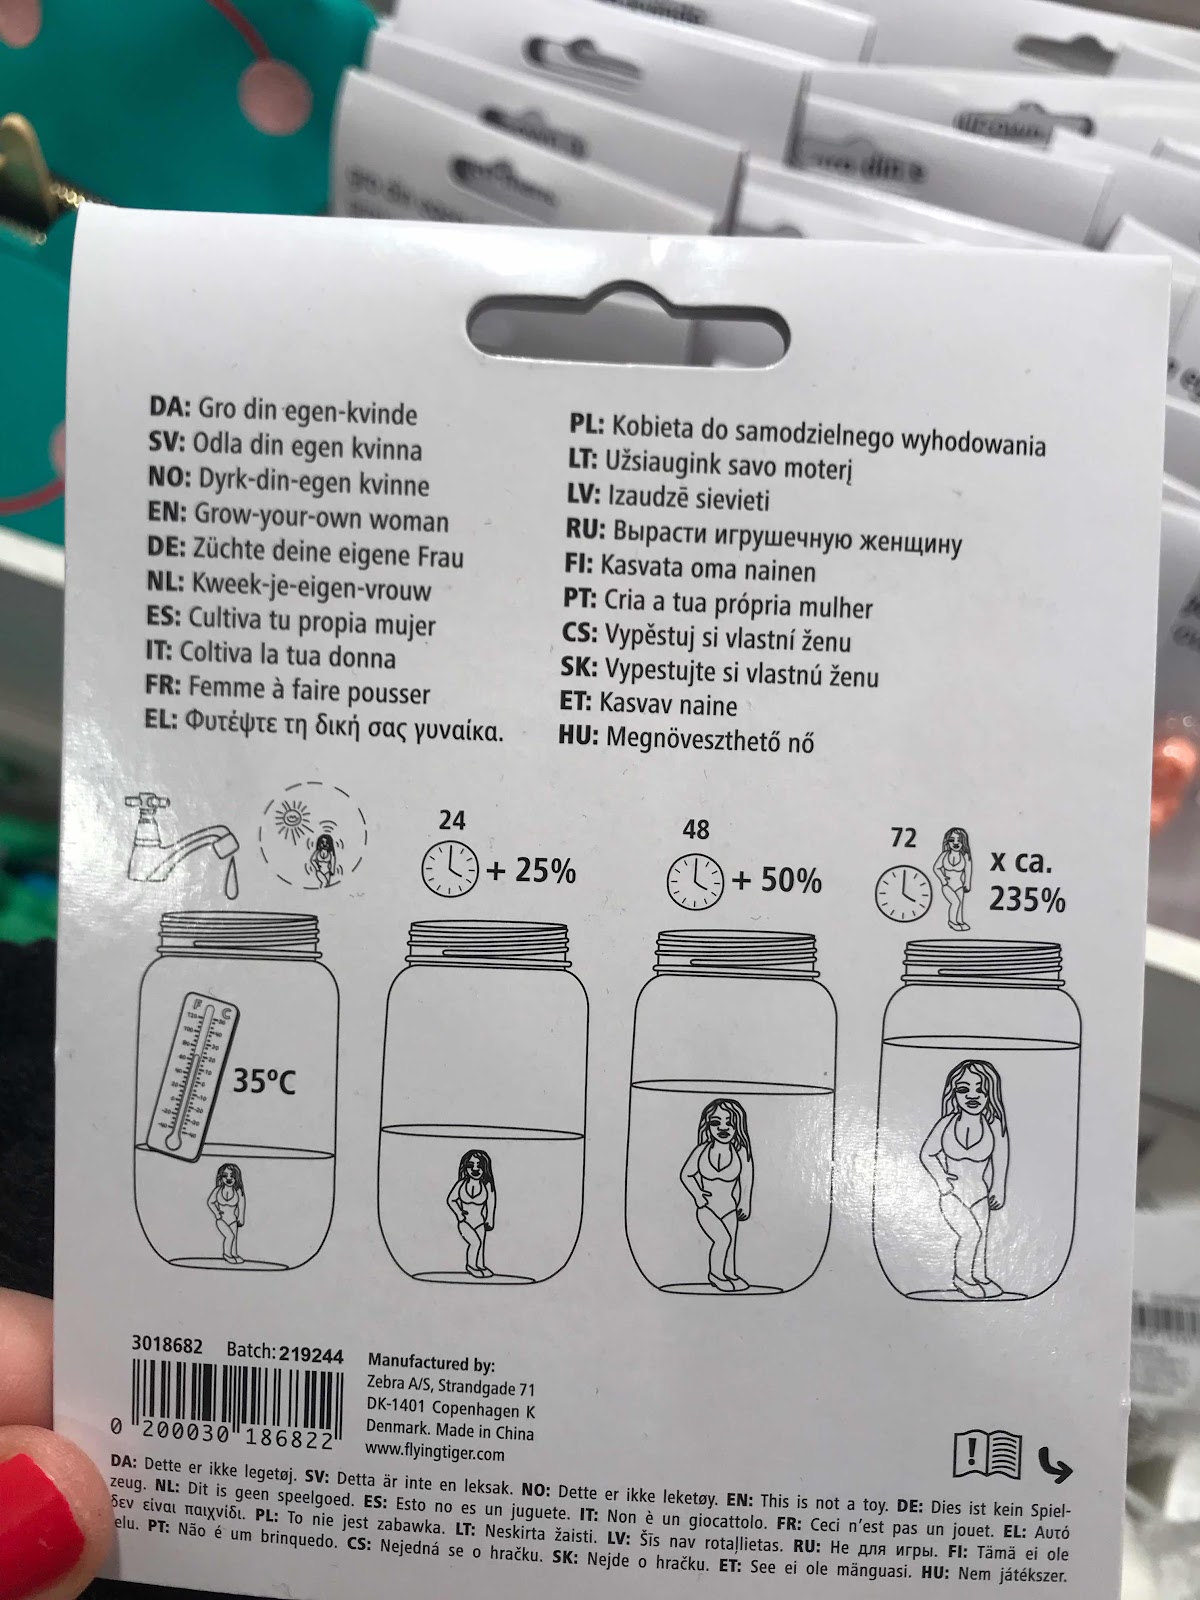 gro din
DA: Gro din egen-kvinde
SV: Odla din egen kvinna
NO: Dyrk-din-egen kvinne
EN: Grow-your-own woman
DE: Züchte deine eigene Frau
NL: Kweek-je-eigen-vrouw
ES: Cultiva tu propia mujer
IT: Coltiva la tua donna
FR: Femme à faire pousser
EL: Φυτέψτε τη δική σας γυναίκα.
PL: Kobieta do samodzielnego wyhodowania
LT: Užsiaugink savo moterį
LV: Izaudzē sievieti
RU: Вырасти игрушечную женщину
FI: Kasvata oma nainen
PT: Cria a tua própria mulher
CS: Vypěstuj si vlastní ženu
SK: Vypestujte si vlastnú ženu
ET: Kasvav naine
HU: Megnöveszthető nő
24
+ 25%
48
+ 50%
72
x ca.
235%
F C
35ºC
3018682 Batch: 219244
0 200030 186822
Manufactured by:
Zebra A/S, Strandgade 71
DK-1401 Copenhagen K
Denmark. Made in China
www.flyingtiger.com
DA: Dette er ikke legetøj. SV: Detta är inte en leksak. NO: Dette er ikke leketøy. EN: This is not a toy. DE: Dies ist kein Spiel-
zeug. NL: Dit is geen speelgoed. ES: Esto no es un juguete. IT: Non è un giocattolo. FR: Ceci n'est pas un jouet. EL: Αυτό
δεν είναι παιχνίδι. PL: To nie jest zabawka. LT: Neskirta žaisti. LV: Šīs nav rotaļlietas. RU: Не для игры. FI: Tämä ei ole
elu. PT: Não é um brinquedo. CS: Nejedná se o hračku. SK: Nejde o hračku. ET: See ei ole mänguasi. HU: Nem játékszer.